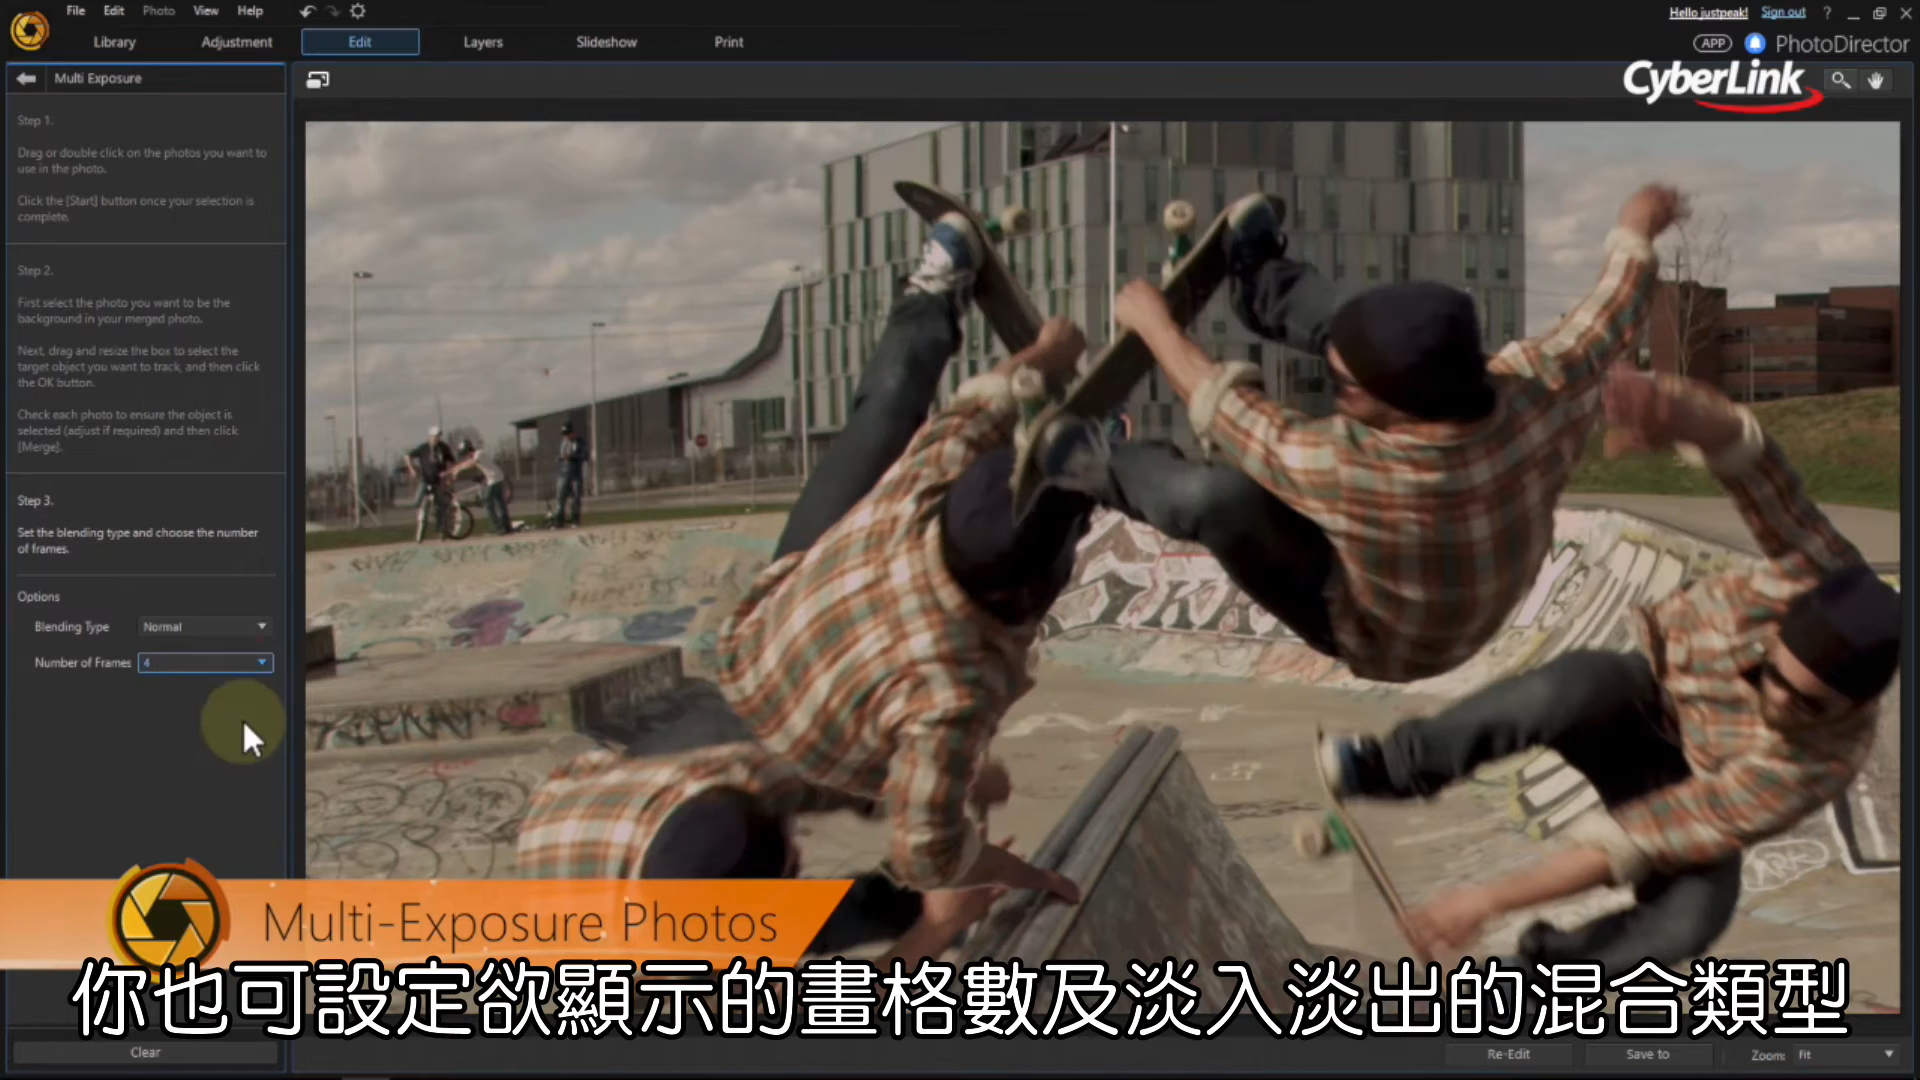 File Edit Photo View Help
Hello justpeak! Sign out ?
Library Adjustment Edit Layers Slideshow Print
APP PhotoDirector
CyberLink
Multi Exposure
Step 1.
Drag or double click on the photos you want to
use in the photo.
Click the [Start] button once your selection is
complete.
Step 2.
First select the photo you want to be the
background in your merged photo.
Next, drag and resize the box to select the
target object you want to track, and then click
the OK button.
Check each photo to ensure the object is
selected (adjust if required) and then click
[Merge].
Step 3.
Set the blending type and choose the number
of frames.
Options
Blending Type Normal
Number of Frames 4
Multi-Exposure Photos
你也可設定欲顯示的畫格數及淡入淡出的混合類型
Clear
Re-Edit Save to Zoom: Fit